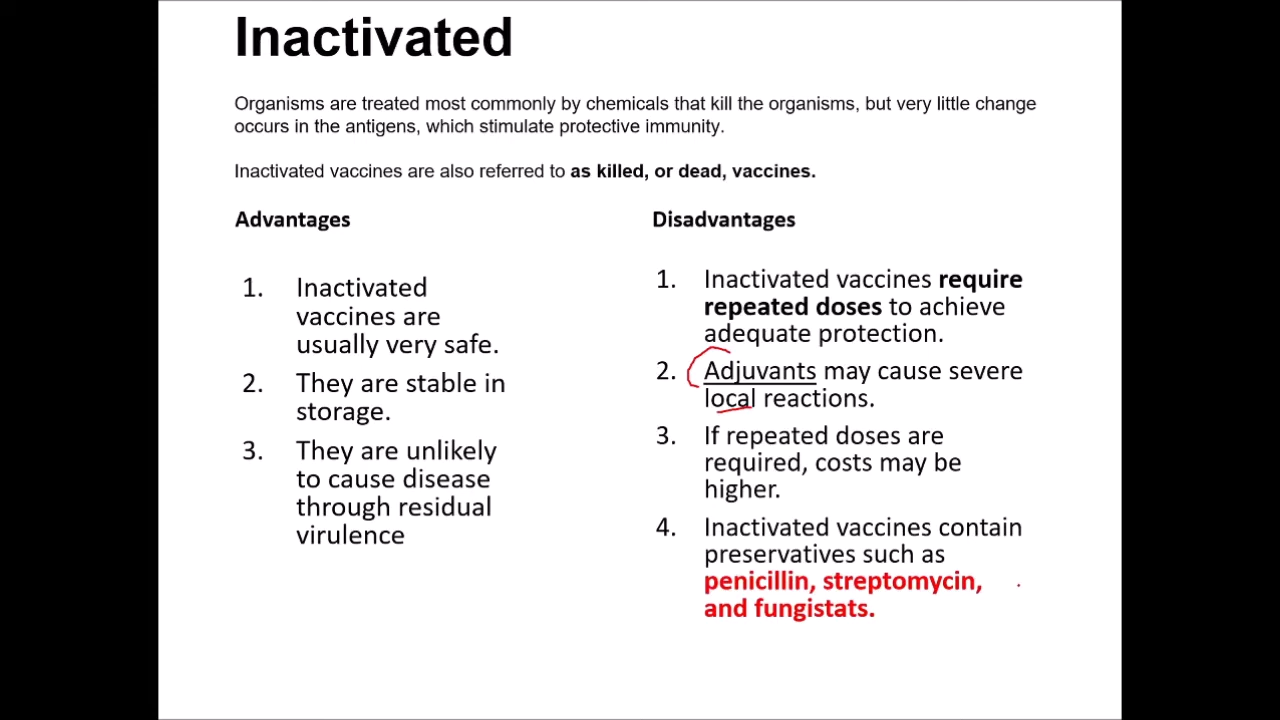 Inactivated
Organisms are treated most commonly by chemicals that kill the organisms, but very little change
occurs in the antigens, which stimulate protective immunity.
Inactivated vaccines are also referred to as killed, or dead, vaccines.
Advantages
1. Inactivated
vaccines are
usually very safe.
2. They are stable in
storage.
3. They are unlikely
to cause disease
through residual
virulence
Disadvantages
1. Inactivated vaccines require
repeated doses to achieve
adequate protection.
2. Adjuvants may cause severe
local reactions.
3. If repeated doses are
required, costs may be
higher.
4. Inactivated vaccines contain
preservatives such as
penicillin, streptomycin,
and fungistats.